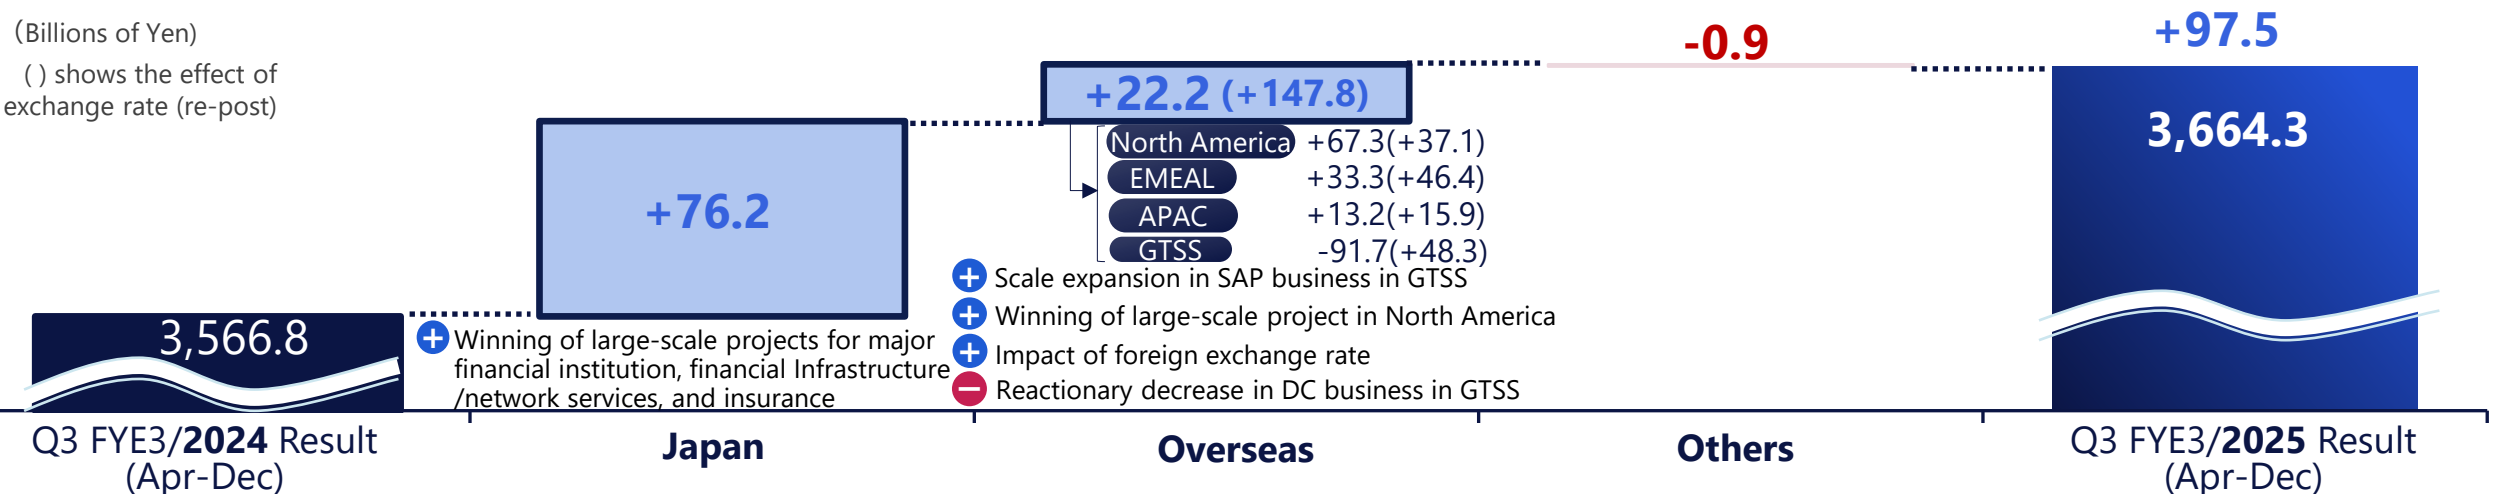 （Billions of Yen)
( ) shows the effect of
exchange rate (re-post)
3,566.8
+76.2
+ Winning of large-scale projects for major
financial institution, financial Infrastructure
/network services, and insurance
+22.2 (+147.8)
North America +67.3(+37.1)
EMEAL +33.3(+46.4)
APAC +13.2(+15.9)
GTSS -91.7(+48.3)
+ Scale expansion in SAP business in GTSS
+ Winning of large-scale project in North America
+ Impact of foreign exchange rate
− Reactionary decrease in DC business in GTSS
-0.9
+97.5
3,664.3
Q3 FYE3/2024 Result
(Apr-Dec)
Japan
Overseas
Others
Q3 FYE3/2025 Result
(Apr-Dec)